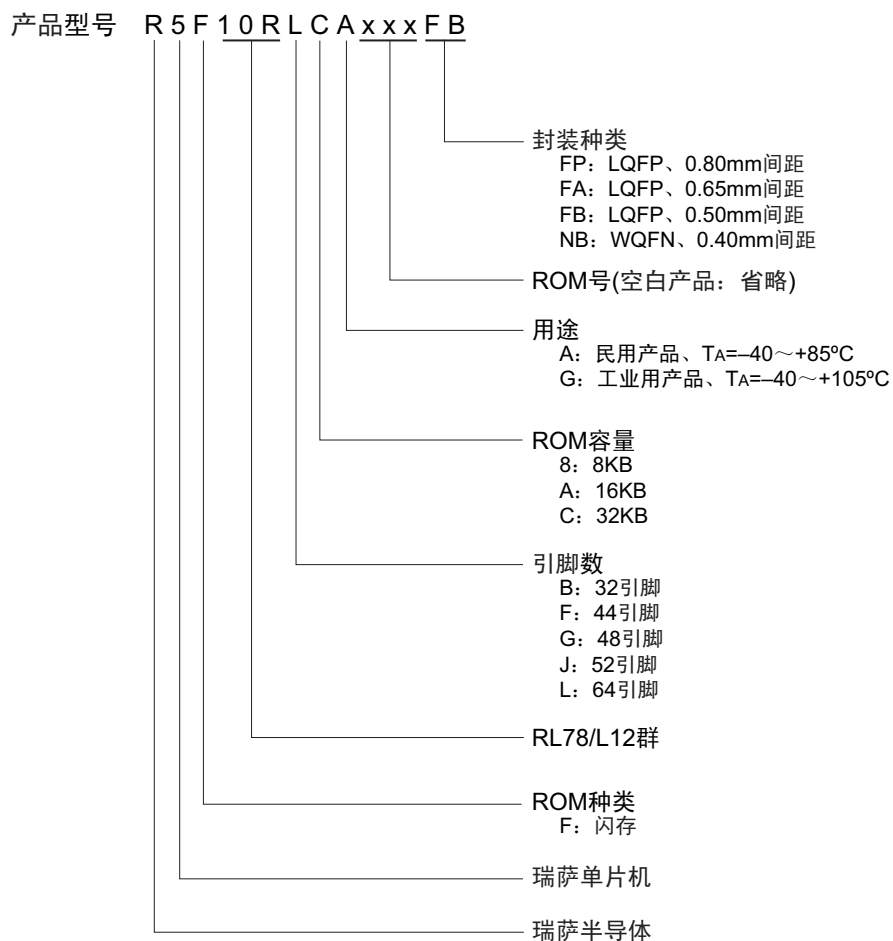 产品型号 R 5 F 1 0 R L C A x x x F B
封装种类
FP：LQFP、0.80mm间距
FA：LQFP、0.65mm间距
FB：LQFP、0.50mm间距
NB：WQFN、0.40mm间距
ROM号(空白产品：省略)
用途
A：民用产品、TA=–40～+85ºC
G：工业用产品、TA=–40～+105ºC
ROM容量
8：8KB
A：16KB
C：32KB
引脚数
B：32引脚
F：44引脚
G：48引脚
J：52引脚
L：64引脚
RL78/L12群
ROM种类
F：闪存
瑞萨单片机
瑞萨半导体